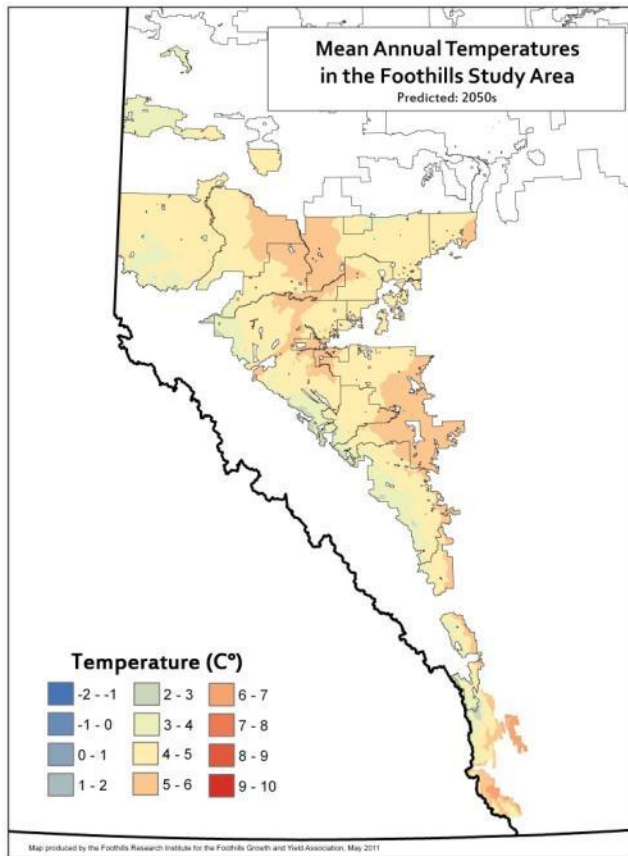 Mean Annual Temperatures
in the Foothills Study Area
Predicted: 2050s
Temperature (C°)
-2 - -1
-1 - 0
0 - 1
1 - 2
2 - 3
3 - 4
4 - 5
5 - 6
6 - 7
7 - 8
8 - 9
9 - 10
Map produced by the Foothills Research Institute for the Foothills Growth and Yield Association, May 2011